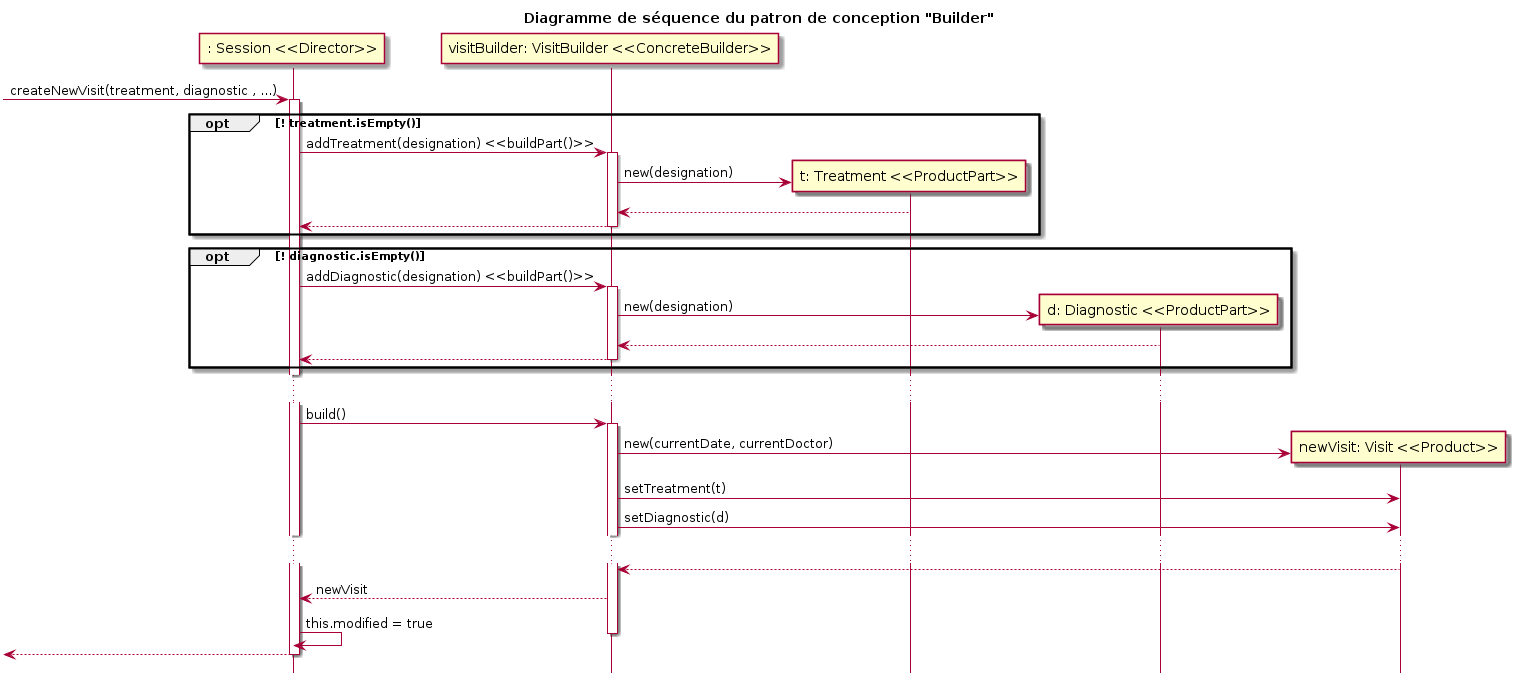 Diagramme de séquence du patron de conception "Builder"
: Session <<Director>>
visitBuilder: VisitBuilder <<ConcreteBuilder>>
createNewVisit(treatment, diagnostic , ...)
opt
[! treatment.isEmpty()]
addTreatment(designation) <<buildPart()>>
new(designation)
t: Treatment <<ProductPart>>
opt
[! diagnostic.isEmpty()]
addDiagnostic(designation) <<buildPart()>>
new(designation)
d: Diagnostic <<ProductPart>>
build()
new(currentDate, currentDoctor)
newVisit: Visit <<Product>>
setTreatment(t)
setDiagnostic(d)
newVisit
this.modified = true